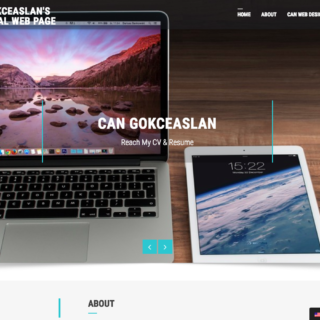 KCEASLAN'S
AL WEB PAGE
HOME
ABOUT
CAN WEB DESI
CAN GOKCEASLAN
Reach My CV & Resume
15:22
ABOUT